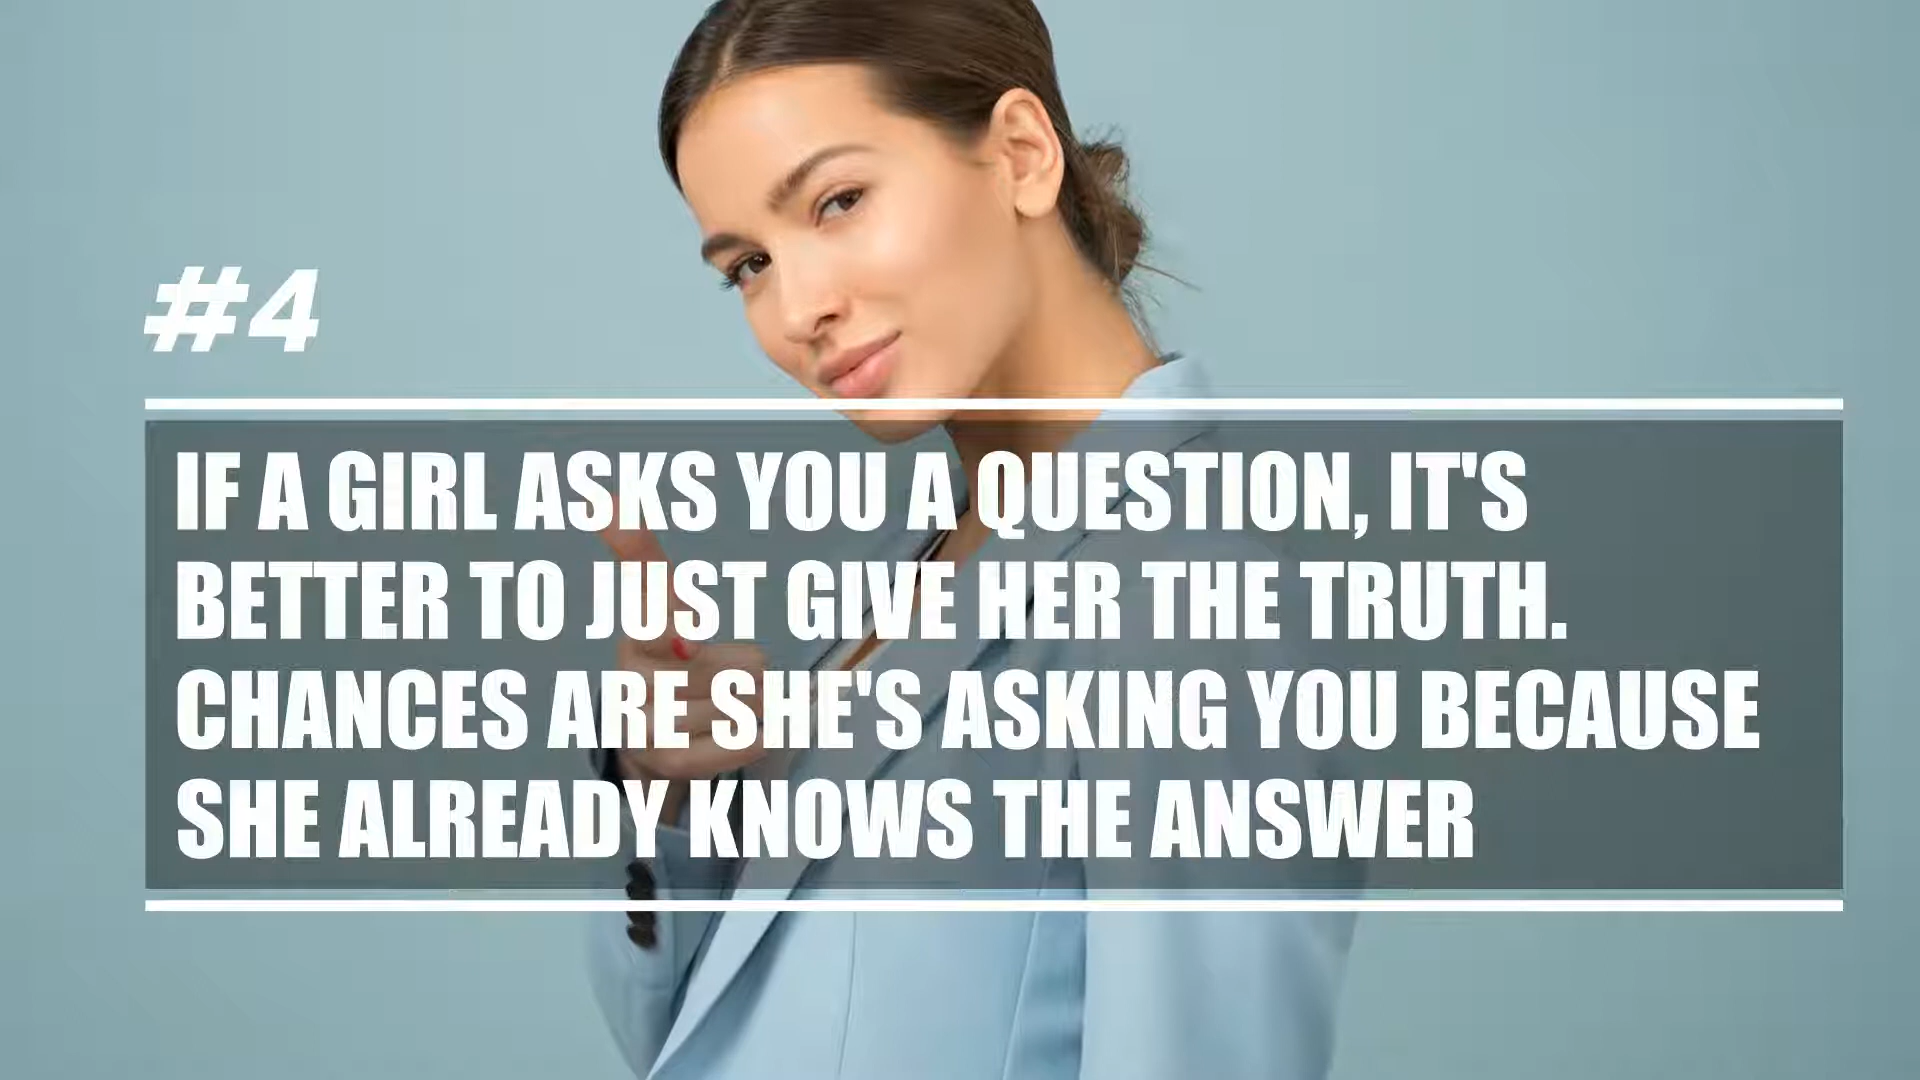 #4
IF A GIRL ASKS YOU A QUESTION, IT'S
BETTER TO JUST GIVE HER THE TRUTH.
CHANCES ARE SHE'S ASKING YOU BECAUSE
SHE ALREADY KNOWS THE ANSWER